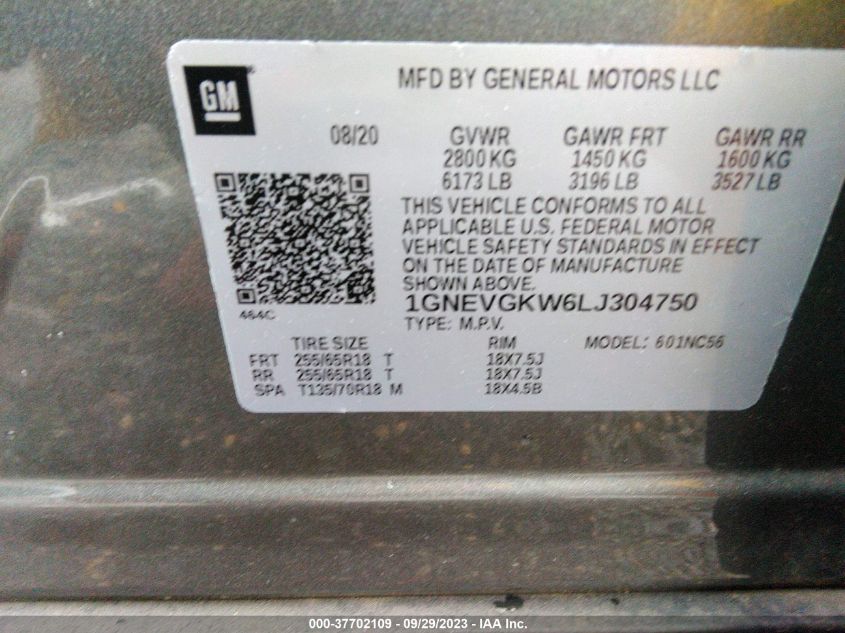 GM
MFD BY GENERAL MOTORS LLC
08/20 GVWR GAWR FRT GAWR RR
2800 KG 1450 KG 1600 KG
6173 LB 3196 LB 3527 LB
THIS VEHICLE CONFORMS TO ALL
APPLICABLE U.S. FEDERAL MOTOR
VEHICLE SAFETY STANDARDS IN EFFECT
ON THE DATE OF MANUFACTURE
SHOWN ABOVE.
464C
1GNEVGKW6LJ304750
TYPE: M.P.V.
TIRE SIZE RIM MODEL: 601NC56
FRT 255/65R18 T 18X7.5J
RR 255/65R18 T 18X7.5J
SPA T135/70R18 M 18X4.5B
000-37702109 - 09/29/2023 - IAA Inc.